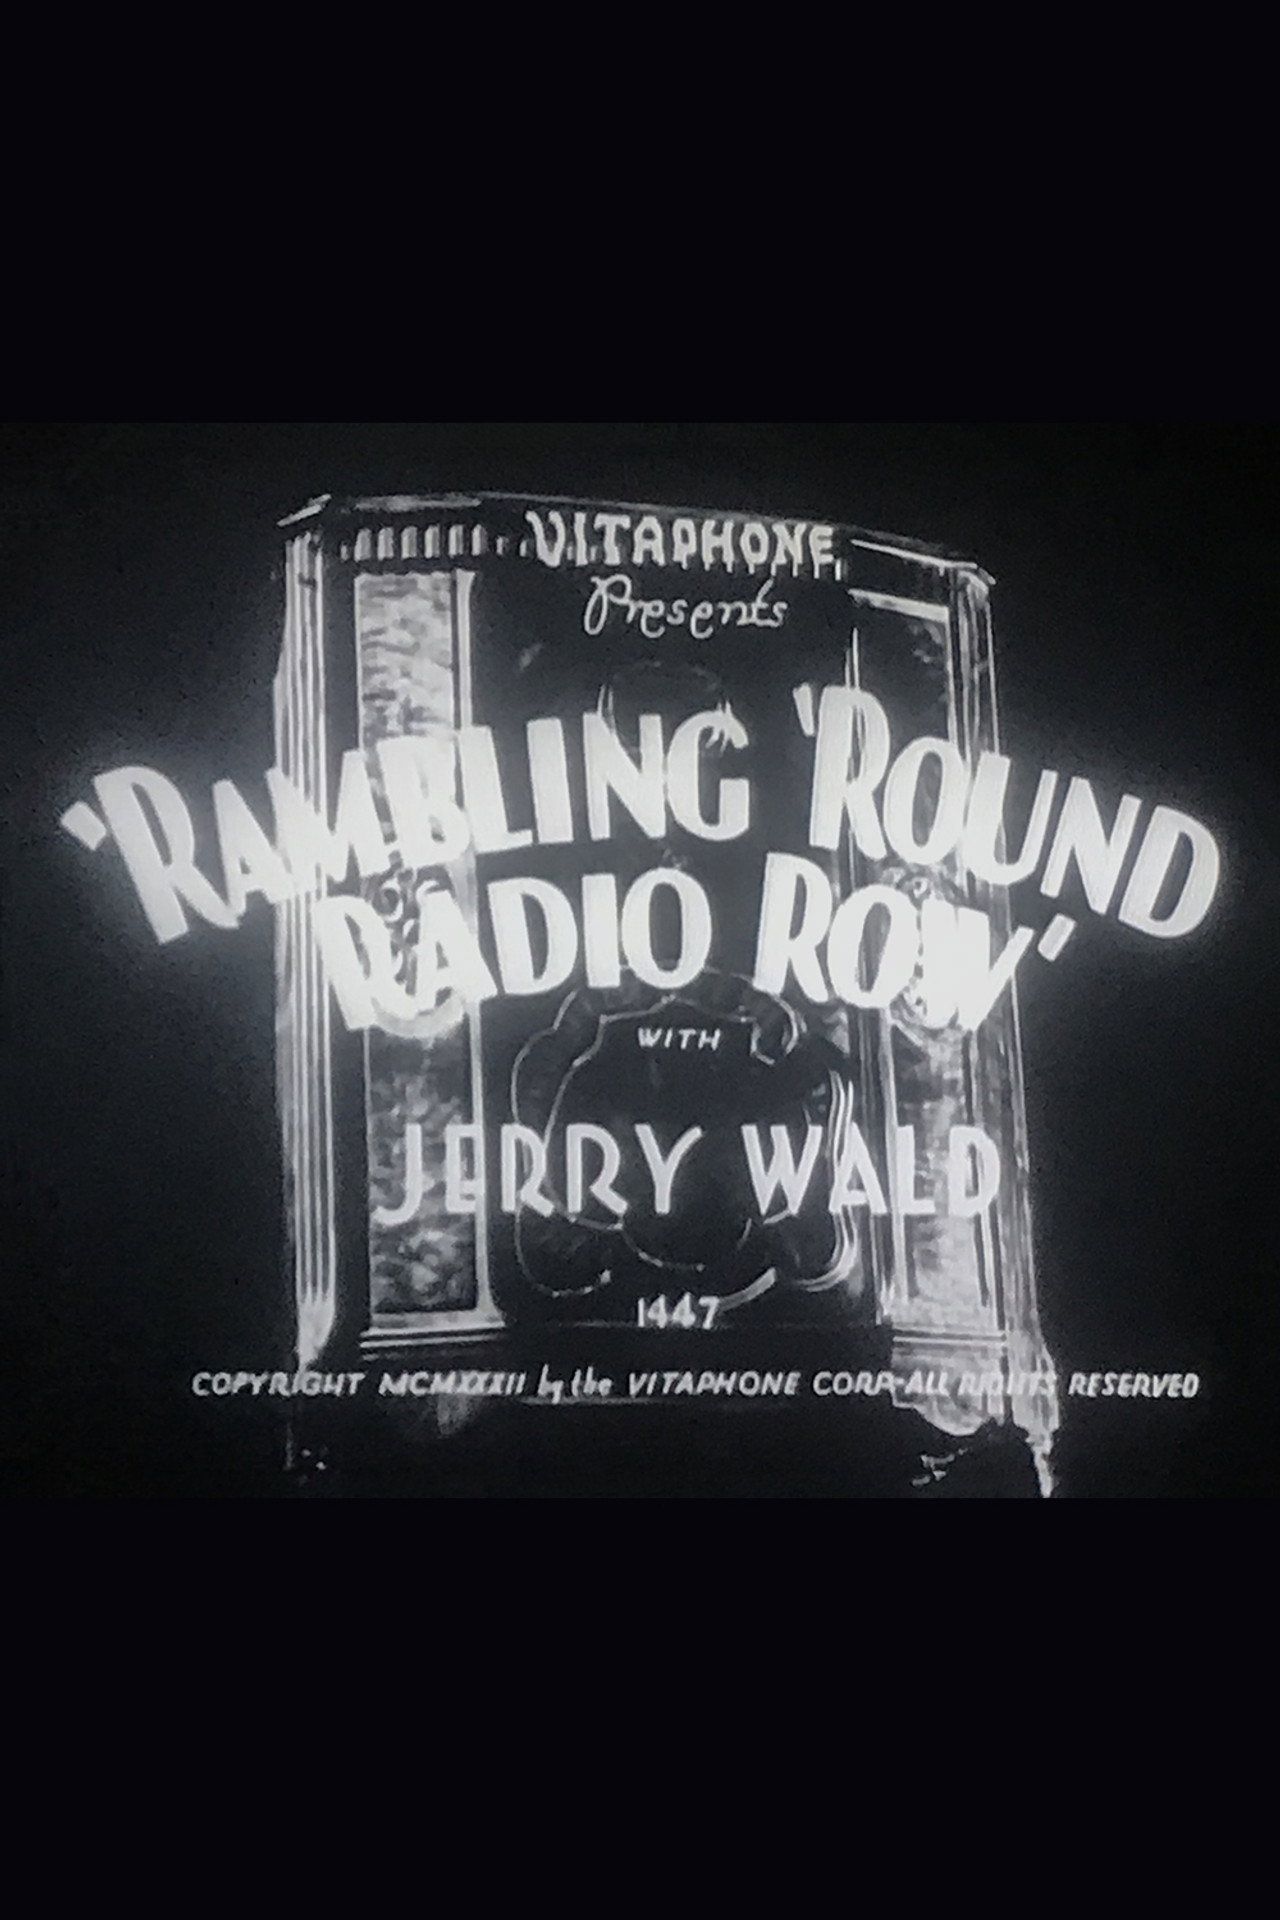 VITAPHONE
Presents
'RAMBLING 'ROUND
RADIO ROW'
WITH
JERRY WALD
1447
COPYRIGHT MCMXXXII by the VITAPHONE CORP-ALL RIGHTS RESERVED